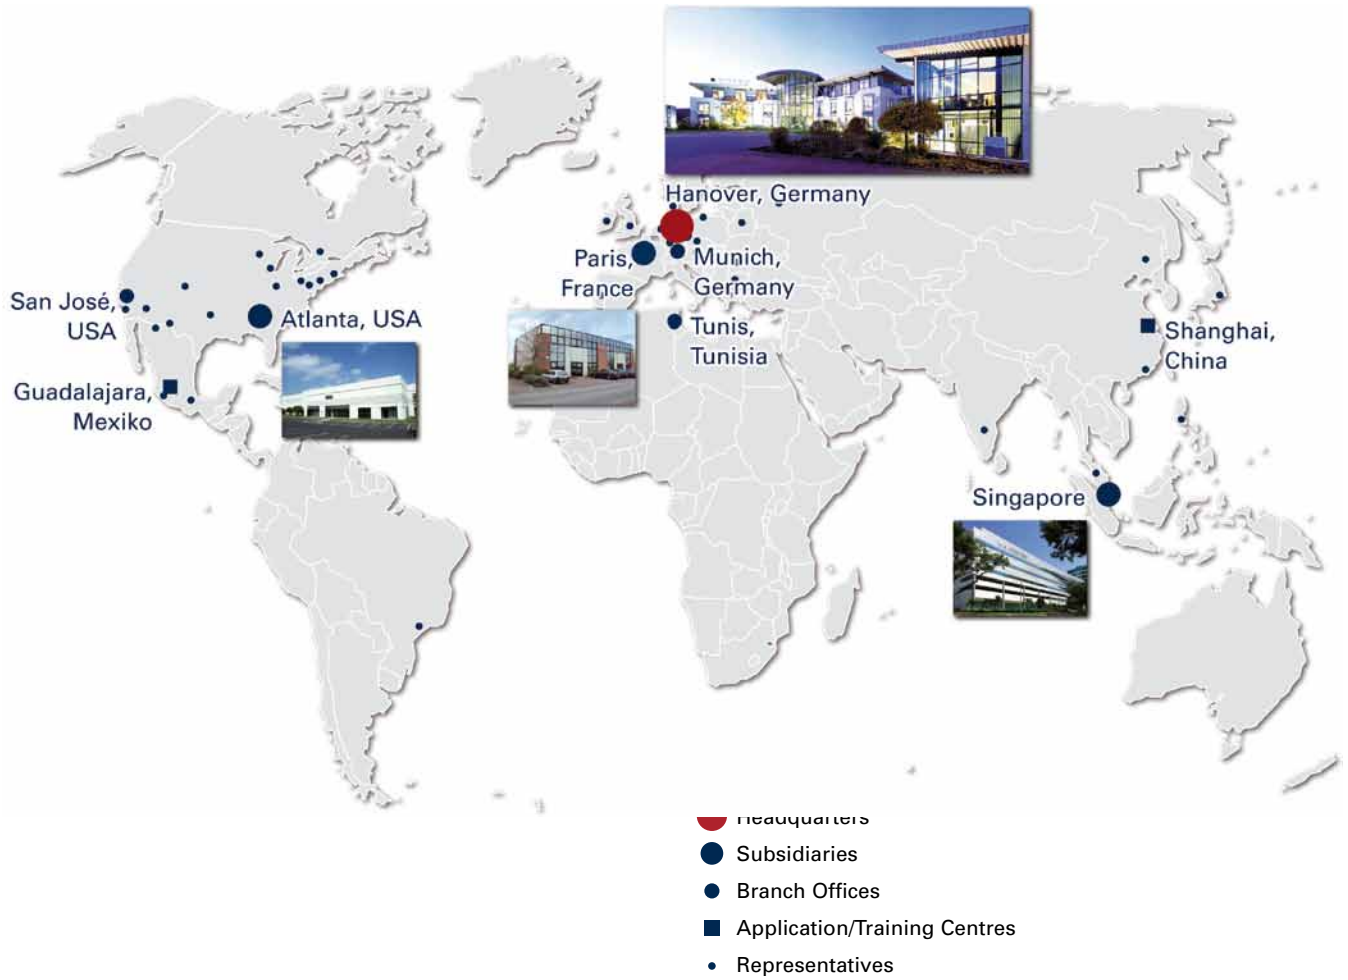 Hanover, Germany
Paris,
France
Munich,
Germany
San José,
USA
Atlanta, USA
Tunis,
Tunisia
Shanghai,
China
Guadalajara,
Mexiko
Singapore
Headquarters
Subsidiaries
Branch Offices
Application/Training Centres
Representatives